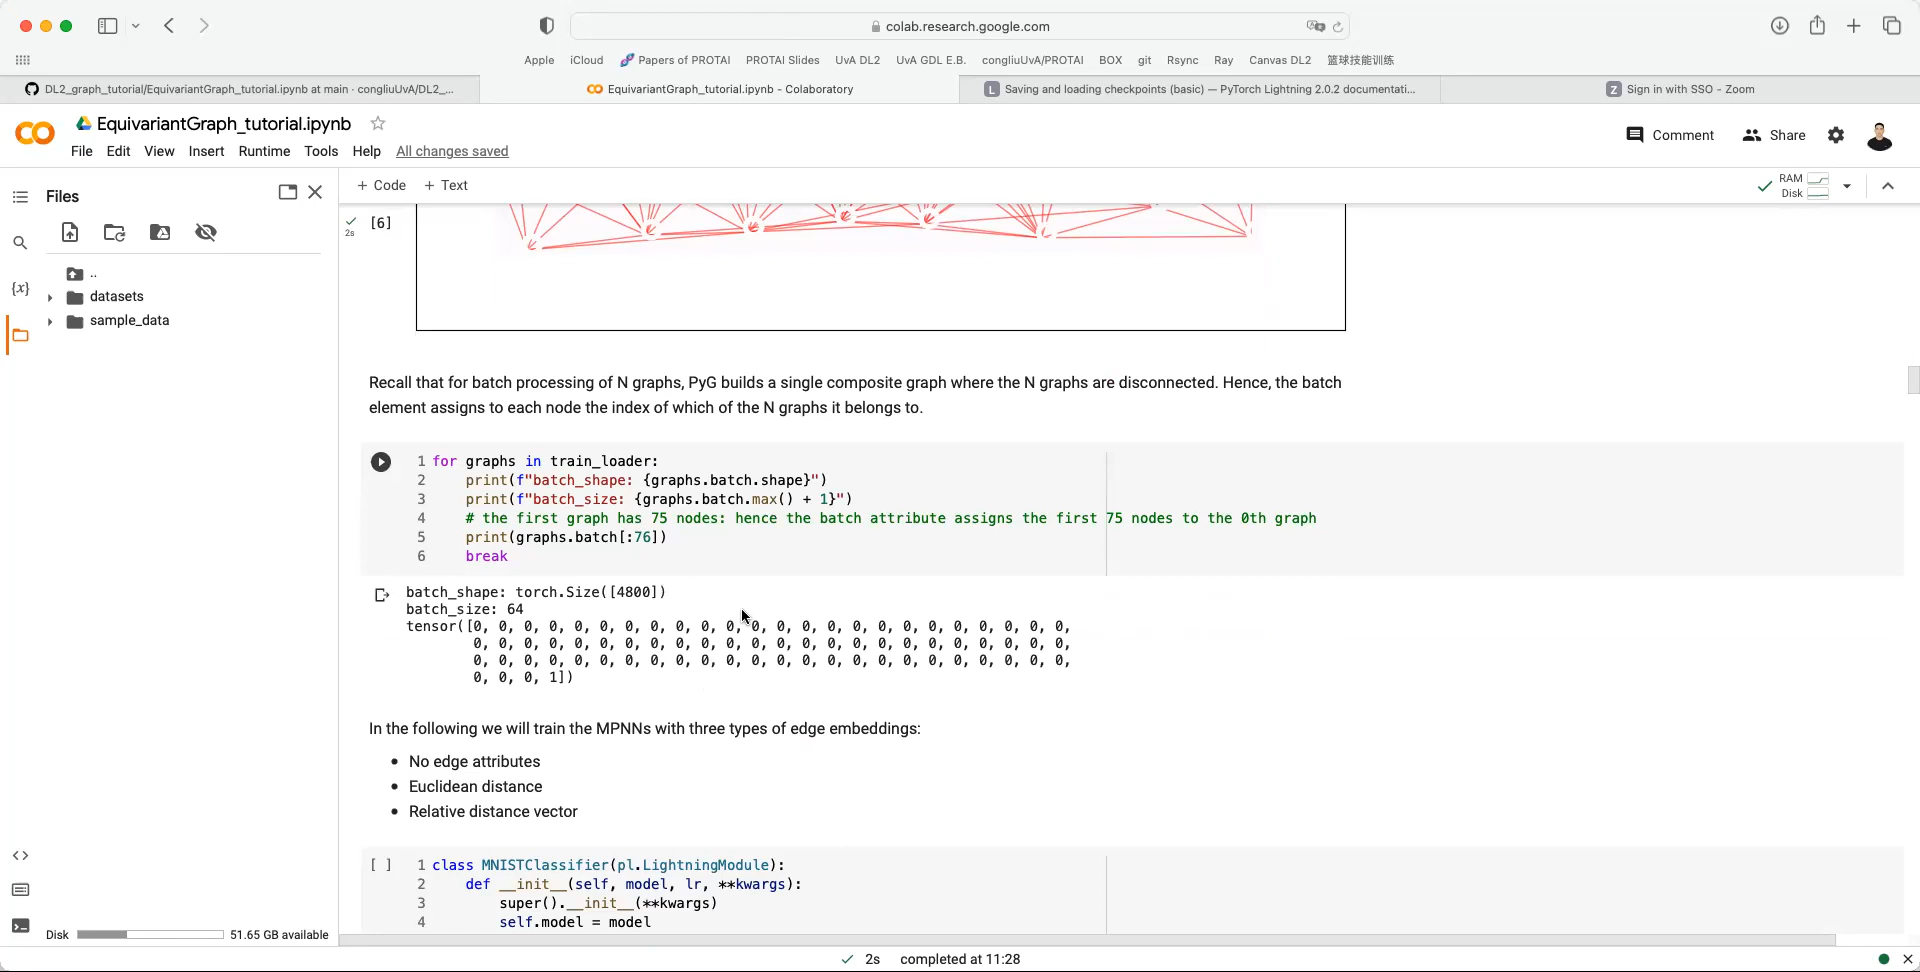 colab.research.google.com
Apple iCloud Papers of PROTAI PROTAI Slides UvA DL2 UvA GDL E.B. congliuUvA/PROTAI BOX git Rsync Ray Canvas DL2 篮球技能训练
DL2_graph_tutorial/EquivariantGraph_tutorial.ipynb at main · congliuUvA/DL2_...
EquivariantGraph_tutorial.ipynb - Colaboratory
L Saving and loading checkpoints (basic) — PyTorch Lightning 2.0.2 documentati...
Z Sign in with SSO - Zoom
EquivariantGraph_tutorial.ipynb
File Edit View Insert Runtime Tools Help All changes saved
Comment Share
Files
+ Code + Text
RAM
Disk
..
datasets
sample_data
{x}
<>
Disk 51.65 GB available
[6]
2s
Recall that for batch processing of N graphs, PyG builds a single composite graph where the N graphs are disconnected. Hence, the batch
element assigns to each node the index of which of the N graphs it belongs to.
1 for graphs in train_loader:
2 print(f"batch_shape: {graphs.batch.shape}")
3 print(f"batch_size: {graphs.batch.max() + 1}")
4 # the first graph has 75 nodes: hence the batch attribute assigns the first 75 nodes to the 0th graph
5 print(graphs.batch[:76])
6 break
batch_shape: torch.Size([4800])
batch_size: 64
tensor([0, 0, 0, 0, 0, 0, 0, 0, 0, 0, 0, 0, 0, 0, 0, 0, 0, 0, 0, 0, 0, 0, 0, 0,
0, 0, 0, 0, 0, 0, 0, 0, 0, 0, 0, 0, 0, 0, 0, 0, 0, 0, 0, 0, 0, 0, 0, 0,
0, 0, 0, 0, 0, 0, 0, 0, 0, 0, 0, 0, 0, 0, 0, 0, 0, 0, 0, 0, 0, 0, 0, 0,
0, 0, 0, 1])
In the following we will train the MPNNs with three types of edge embeddings:
• No edge attributes
• Euclidean distance
• Relative distance vector
[ ] 1 class MNISTClassifier(pl.LightningModule):
2 def __init__(self, model, lr, **kwargs):
3 super().__init__(**kwargs)
4 self.model = model
2s completed at 11:28